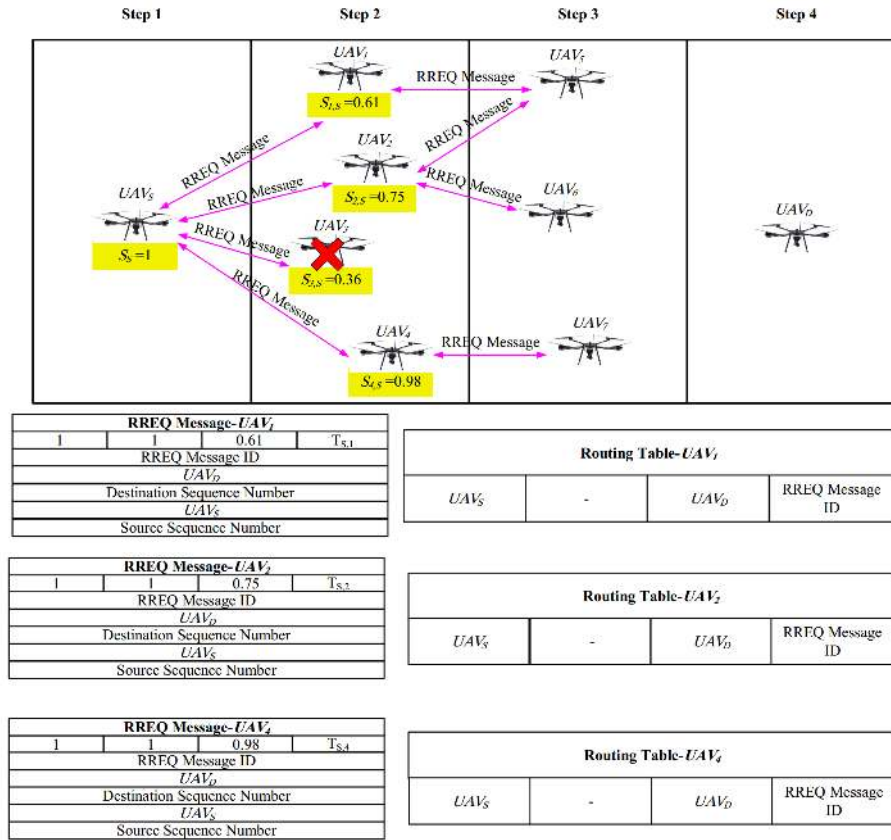 Step 1 Step 2 Step 3 Step 4
UAV1
UAV5
RREQ Message
S1,S =0.61
RREQ Message
UAV2
RREQ Message
UAVS
RREQ Message
S2,S =0.75
RREQ Message
UAV6
UAVD
SS =1
RREQ Message
UAV3
S3,S =0.36
RREQ Message
UAV4
RREQ Message
UAV7
S4,S =0.98
RREQ Message-UAV1
1 1 0.61 TS,1
RREQ Message ID
UAVD
Destination Sequence Number
UAVS
Source Sequence Number
Routing Table-UAV1
UAVS - UAVD RREQ Message
ID
RREQ Message-UAV2
1 1 0.75 TS,2
RREQ Message ID
UAVD
Destination Sequence Number
UAVS
Source Sequence Number
Routing Table-UAV2
UAVS - UAVD RREQ Message
ID
RREQ Message-UAV4
1 1 0.98 TS,4
RREQ Message ID
UAVD
Destination Sequence Number
UAVS
Source Sequence Number
Routing Table-UAV4
UAVS - UAVD RREQ Message
ID